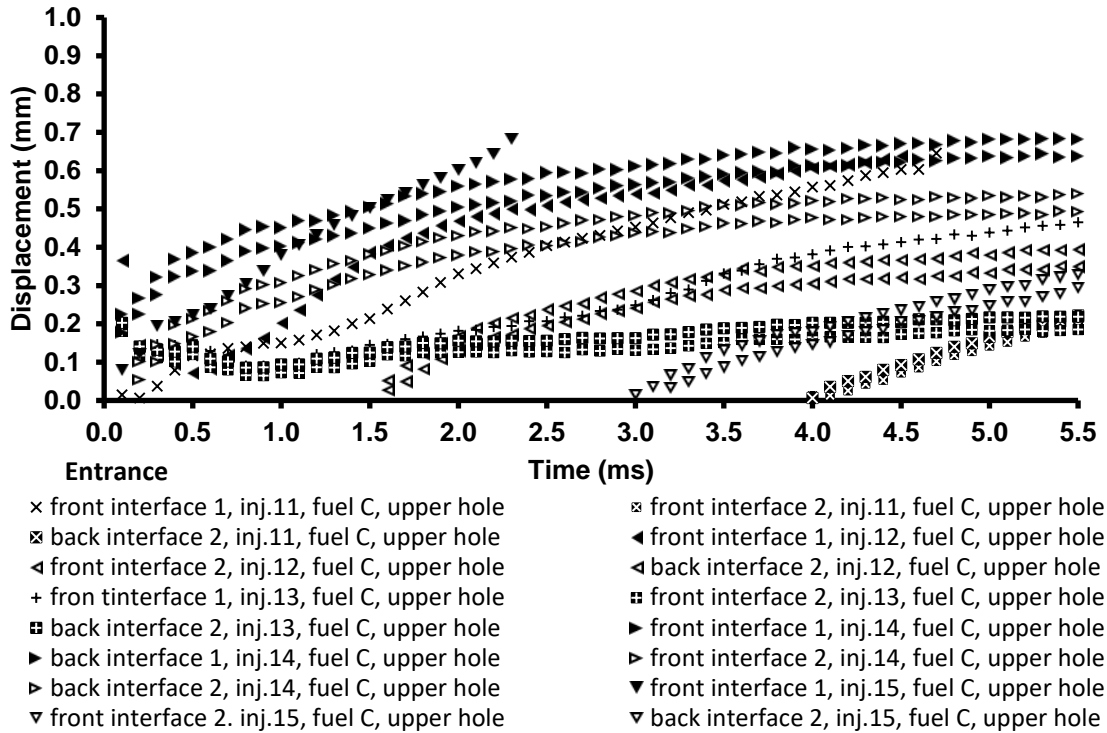 1.0
0.9
0.8
0.7
0.6
0.5
0.4
0.3
0.2
0.1
0.0
Displacement (mm)
0.0 0.5 1.0 1.5 2.0 2.5 3.0 3.5 4.0 4.5 5.0 5.5
Entrance Time (ms)
front interface 1, inj.11, fuel C, upper hole front interface 2, inj.11, fuel C, upper hole
back interface 2, inj.11, fuel C, upper hole front interface 1, inj.12, fuel C, upper hole
front interface 2, inj.12, fuel C, upper hole back interface 2, inj.12, fuel C, upper hole
fron tinterface 1, inj.13, fuel C, upper hole front interface 2, inj.13, fuel C, upper hole
back interface 2, inj.13, fuel C, upper hole front interface 1, inj.14, fuel C, upper hole
back interface 1, inj.14, fuel C, upper hole front interface 2, inj.14, fuel C, upper hole
back interface 2, inj.14, fuel C, upper hole front interface 1, inj.15, fuel C, upper hole
front interface 2. inj.15, fuel C, upper hole back interface 2, inj.15, fuel C, upper hole